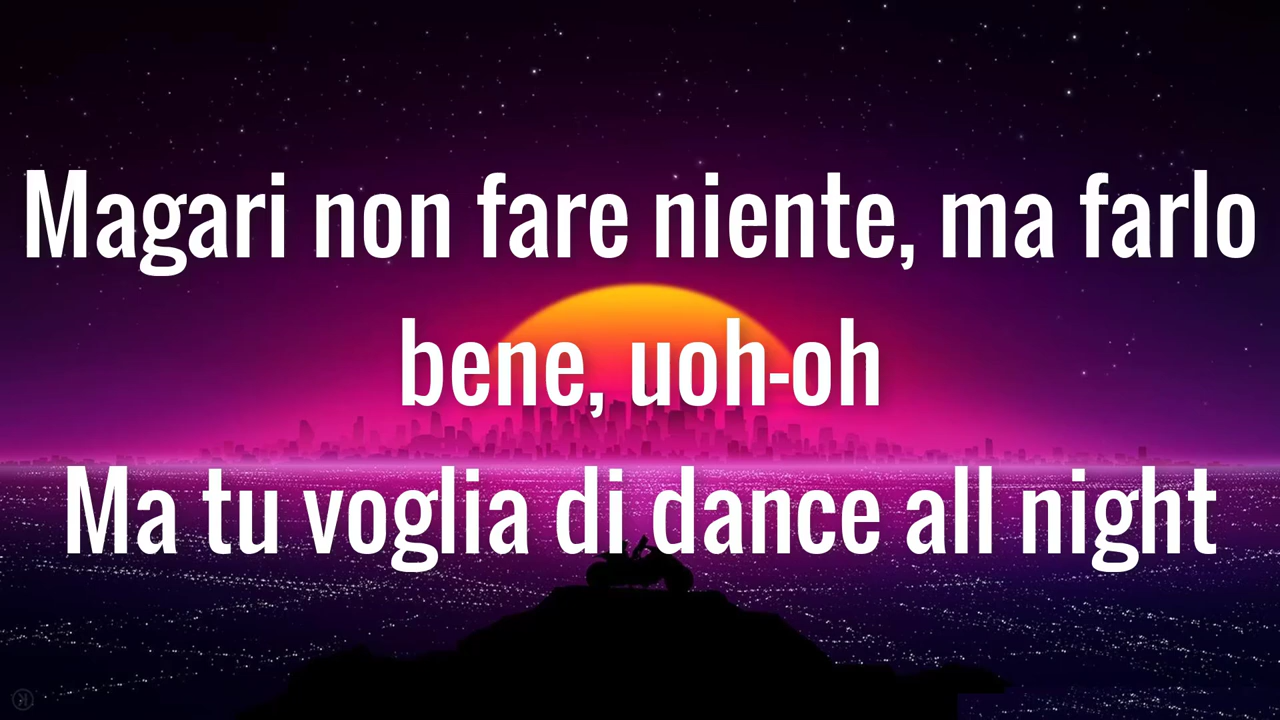 Magari non fare niente, ma farlo
bene, uoh-oh
Ma tu voglia di dance all night